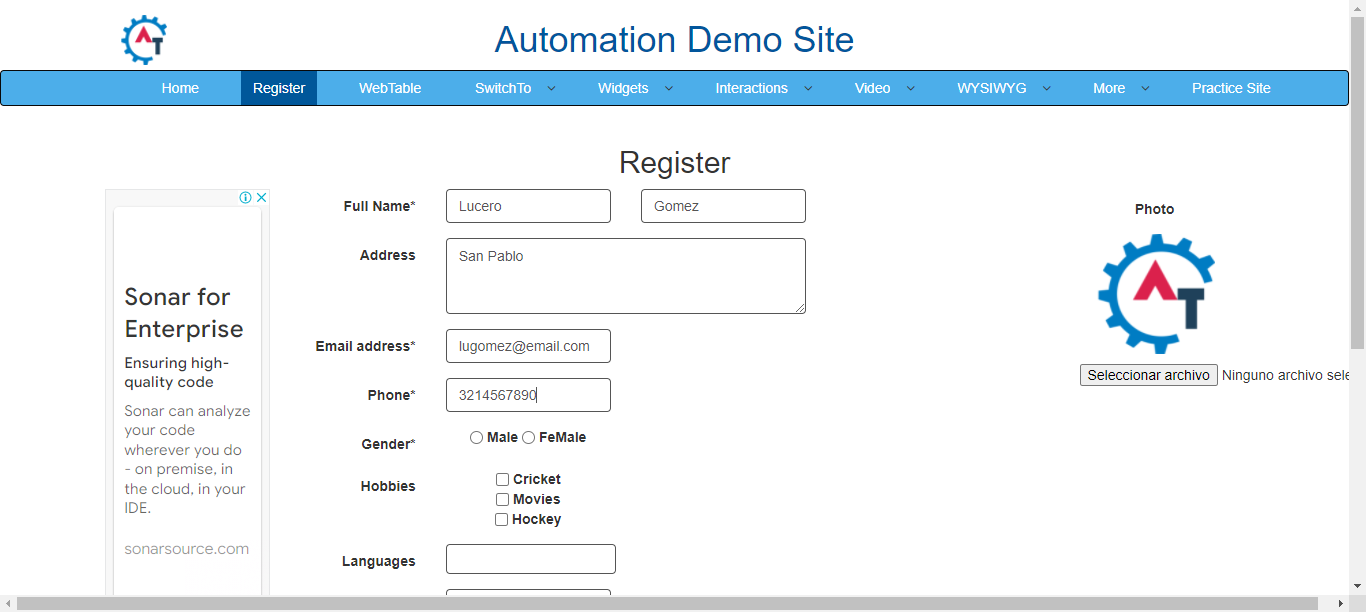 Automation Demo Site
Home Register WebTable SwitchTo Widgets Interactions Video WYSIWYG More Practice Site
Register
Sonar for
Enterprise
Ensuring high-
quality code
Sonar can analyze
your code
wherever you do
- on premise, in
the cloud, in your
IDE.
sonarsource.com
Full Name* Lucero Gomez
Address San Pablo
Email address* lugomez@email.com
Phone* 3214567890
Gender* Male FeMale
Hobbies Cricket
Movies
Hockey
Languages
Photo
AT
Seleccionar archivo Ninguno archivo sele